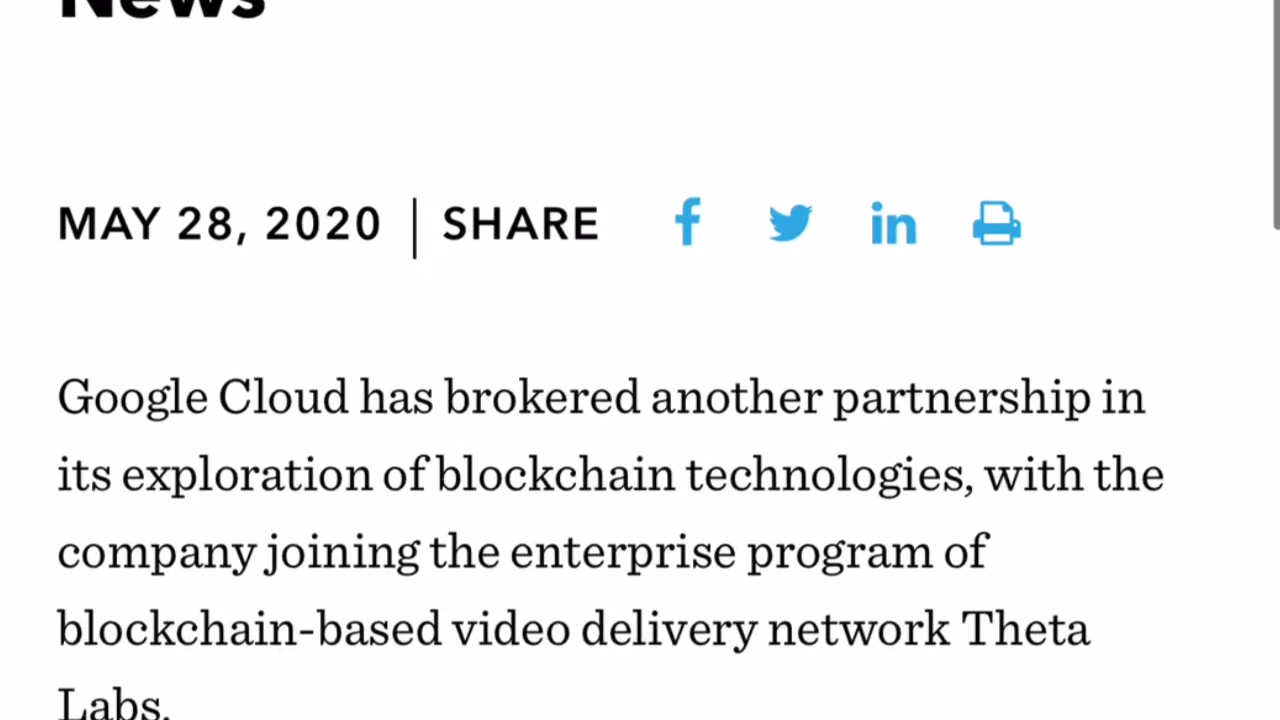 News
MAY 28, 2020 | SHARE
Google Cloud has brokered another partnership in
its exploration of blockchain technologies, with the
company joining the enterprise program of
blockchain-based video delivery network Theta
Labs.